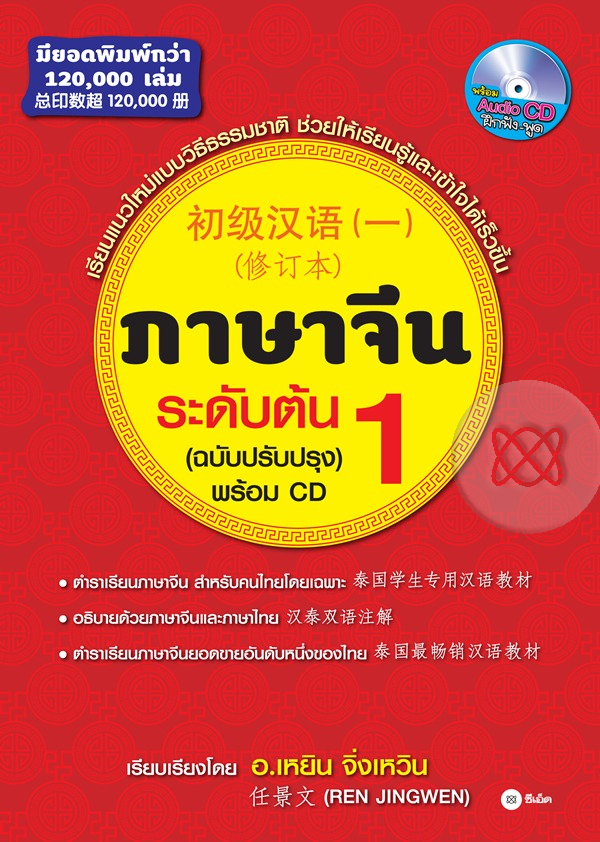 มียอดพิมพ์กว่า
120,000 เล่ม
总印数超 120,000 册
พร้อม
Audio CD
ฝึกฟัง-พูด
เรียนแนวใหม่แบบวิธีธรรมชาติ ช่วยให้เรียนรู้และเข้าใจได้เร็วขึ้น
初级汉语(一)
(修订本)
ภาษาจีน
ระดับต้น 1
(ฉบับปรับปรุง)
พร้อม CD
• ตำราเรียนภาษาจีน สำหรับคนไทยโดยเฉพาะ 泰国学生专用汉语教材
• อธิบายด้วยภาษาจีนและภาษาไทย 汉泰双语注解
• ตำราเรียนภาษาจีนยอดขายอันดับหนึ่งของไทย 泰国最畅销汉语教材
เรียบเรียงโดย อ.เหยิน จิ่งเหวิน
任景文 (REN JINGWEN)
ซีเอ็ด